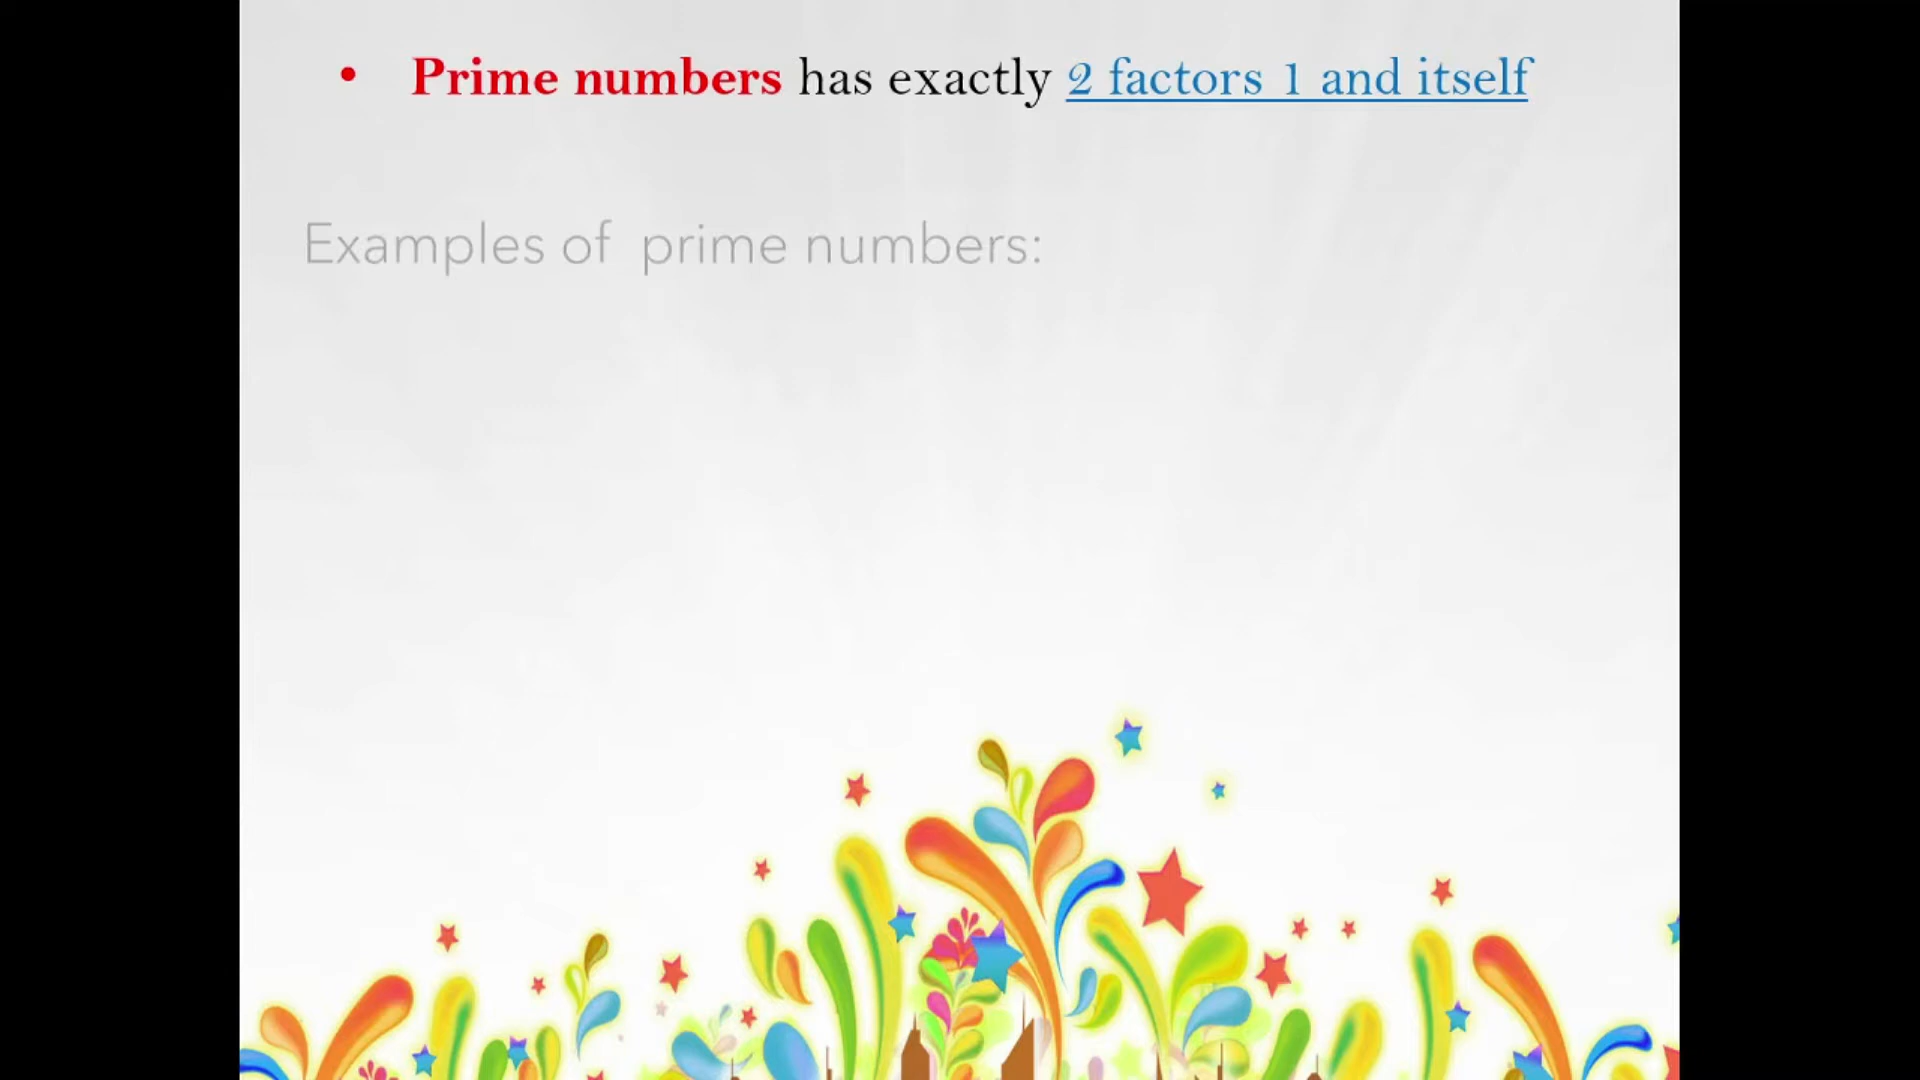 • Prime numbers has exactly 2 factors 1 and itself
Examples of prime numbers: